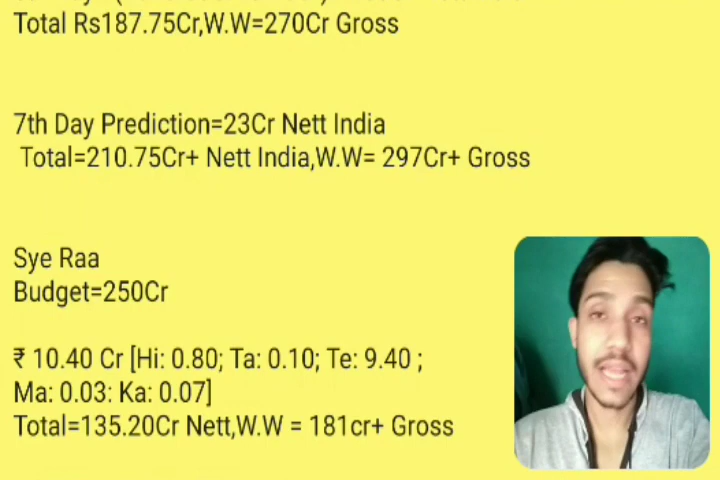 Total Rs187.75Cr,W.W=270Cr Gross
7th Day Prediction=23Cr Nett India
Total=210.75Cr+ Nett India,W.W= 297Cr+ Gross
Sye Raa
Budget=250Cr
₹ 10.40 Cr [Hi: 0.80; Ta: 0.10; Te: 9.40 ;
Ma: 0.03: Ka: 0.07]
Total=135.20Cr Nett,W.W = 181cr+ Gross